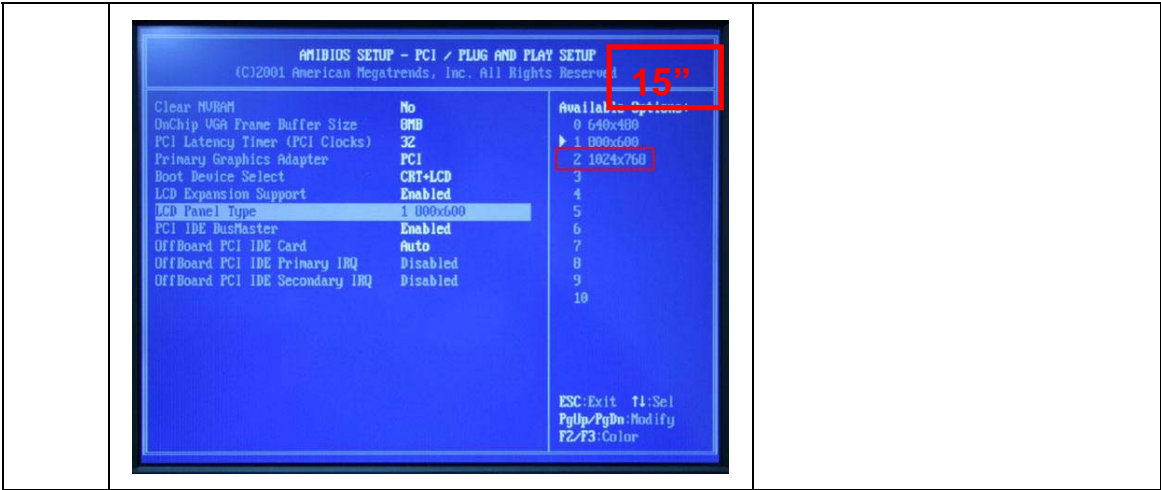 AMIBIOS SETUP - PCI / PLUG AND PLAY SETUP
(C)2001 American Megatrends, Inc. All Rights Reserved
15”
Clear NVRAM No
OnChip VGA Frame Buffer Size 8MB
PCI Latency Timer (PCI Clocks) 32
Primary Graphics Adapter PCI
Boot Device Select CRT+LCD
LCD Expansion Support Enabled
LCD Panel Type 1 800x600
PCI IDE BusMaster Enabled
OffBoard PCI IDE Card Auto
OffBoard PCI IDE Primary IRQ Disabled
OffBoard PCI IDE Secondary IRQ Disabled
Available Options:
0 640x480
1 800x600
2 1024x768
3
4
5
6
7
8
9
10
ESC:Exit ↑↓:Sel
PgUp/PgDn:Modify
F2/F3:Color